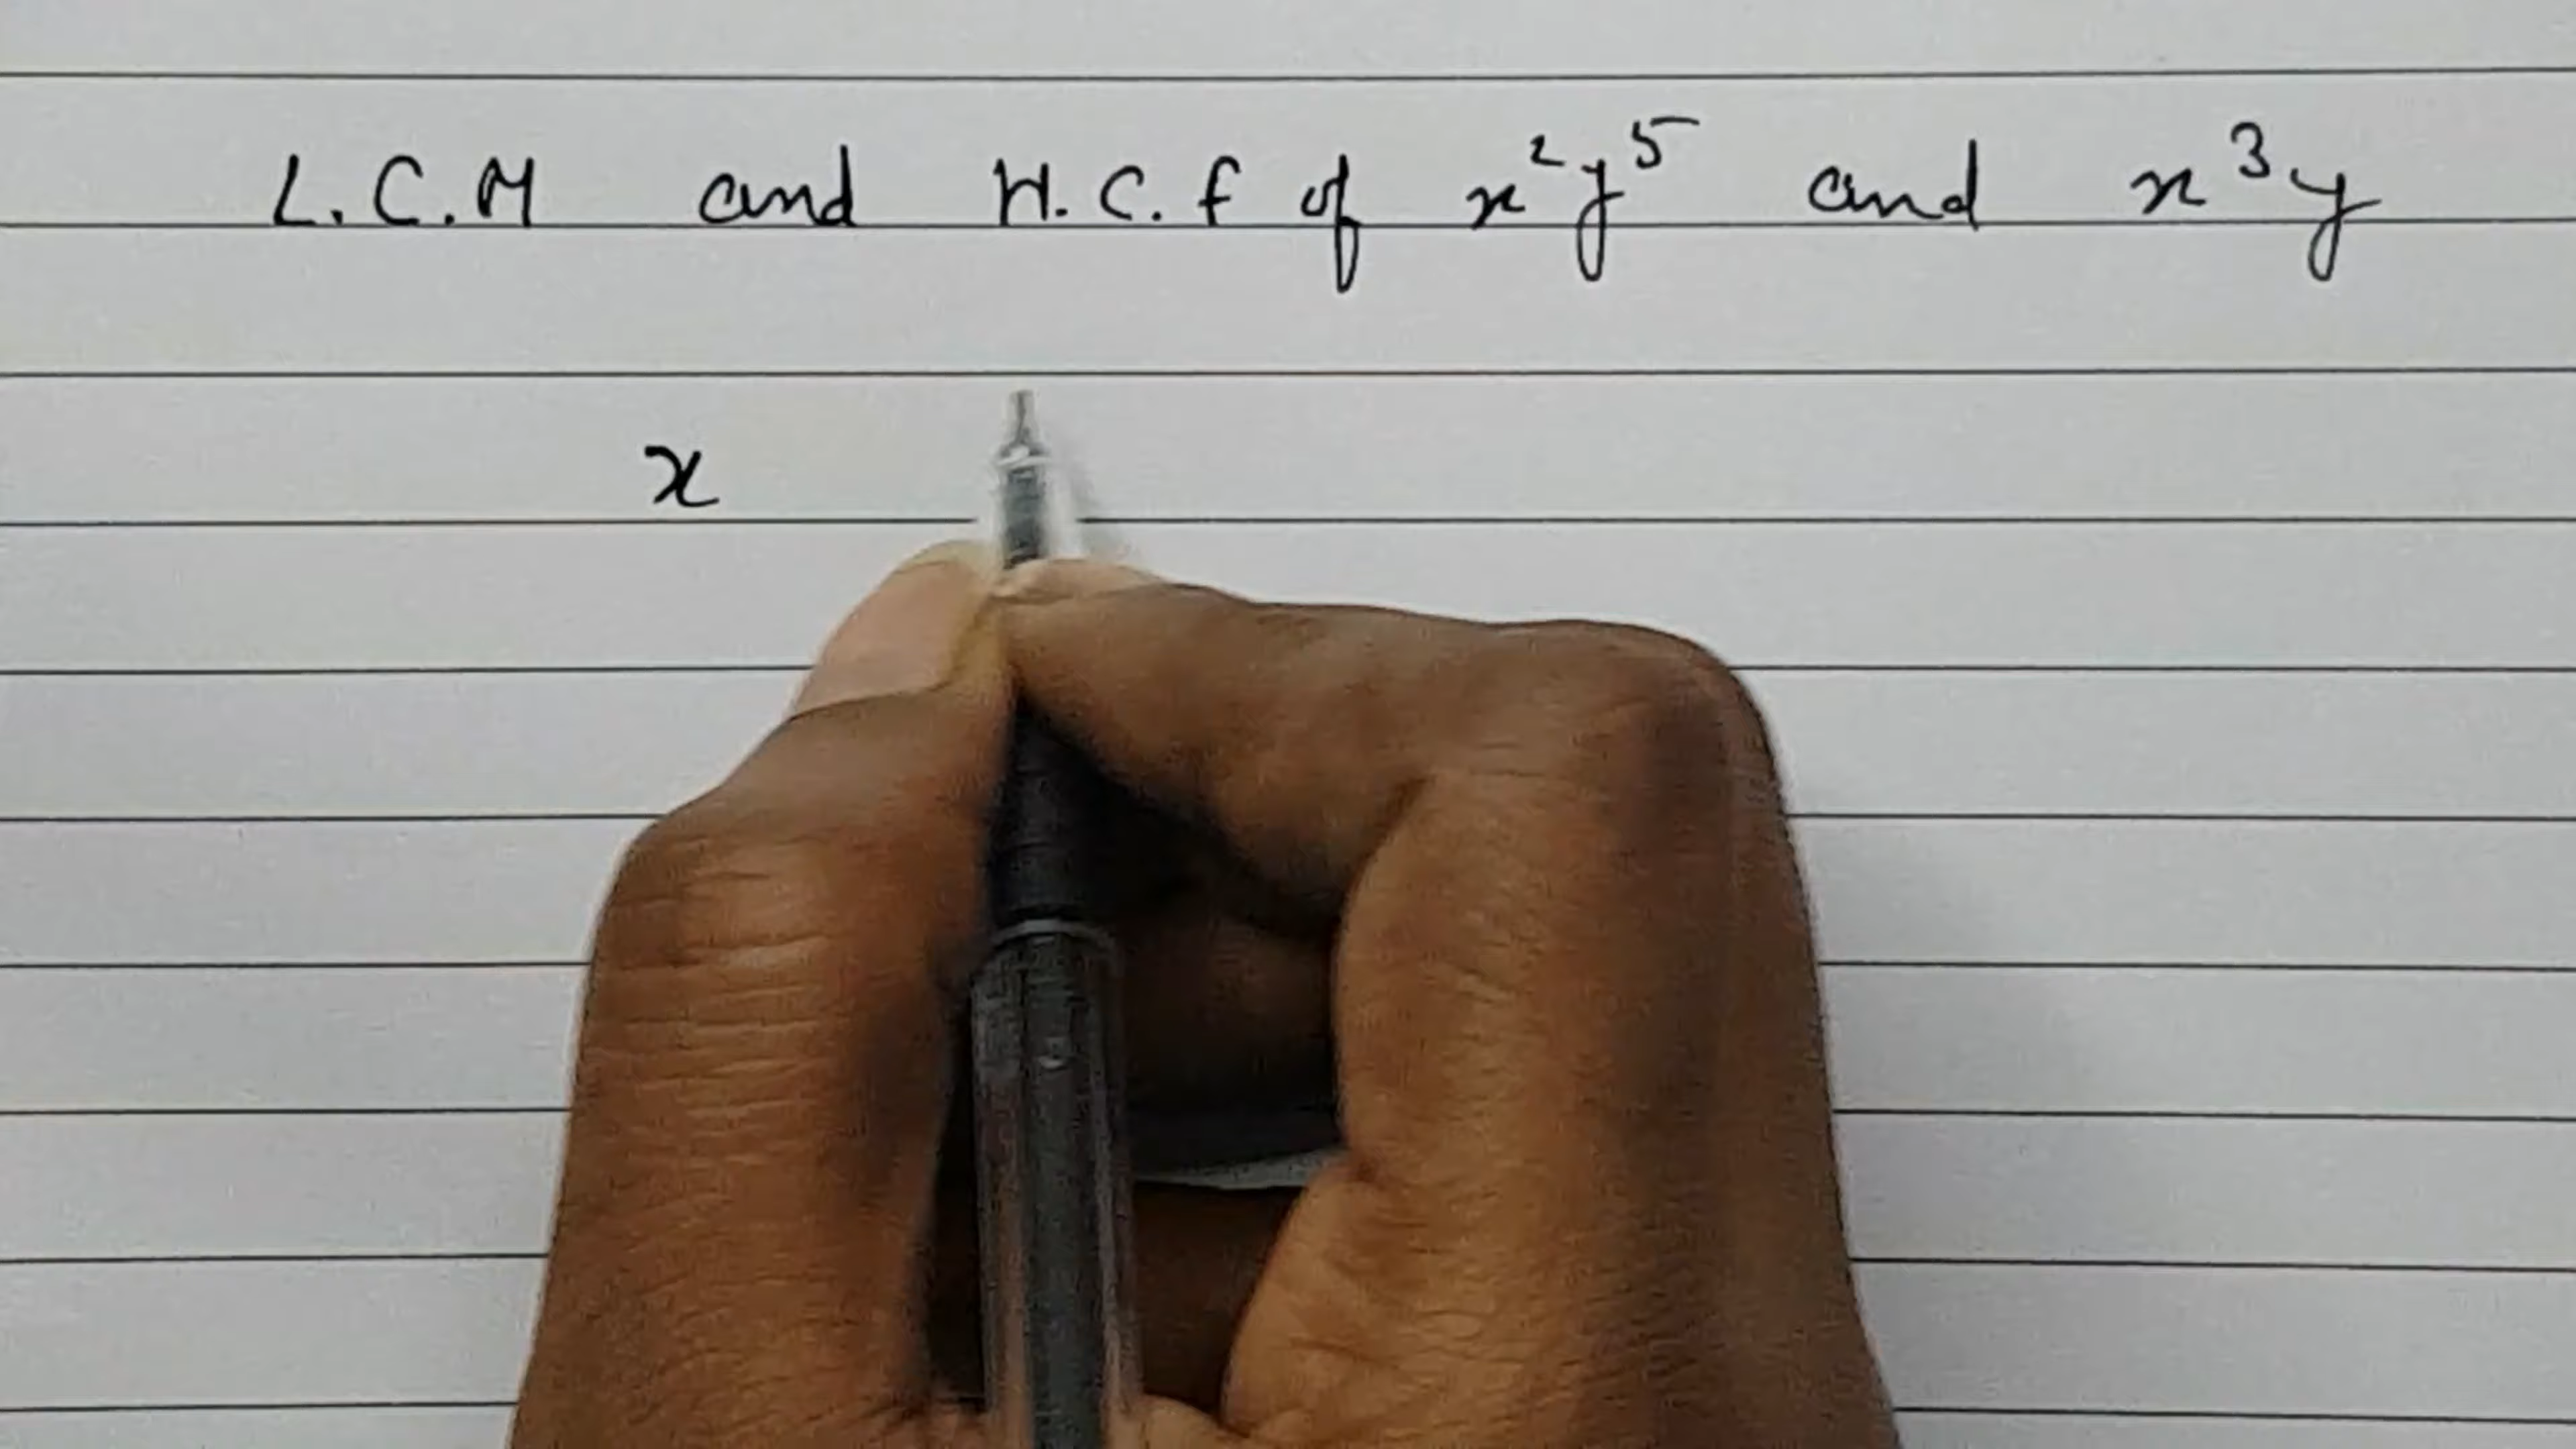 L.C.M and H.C.f of x²y⁵ and x³y
x